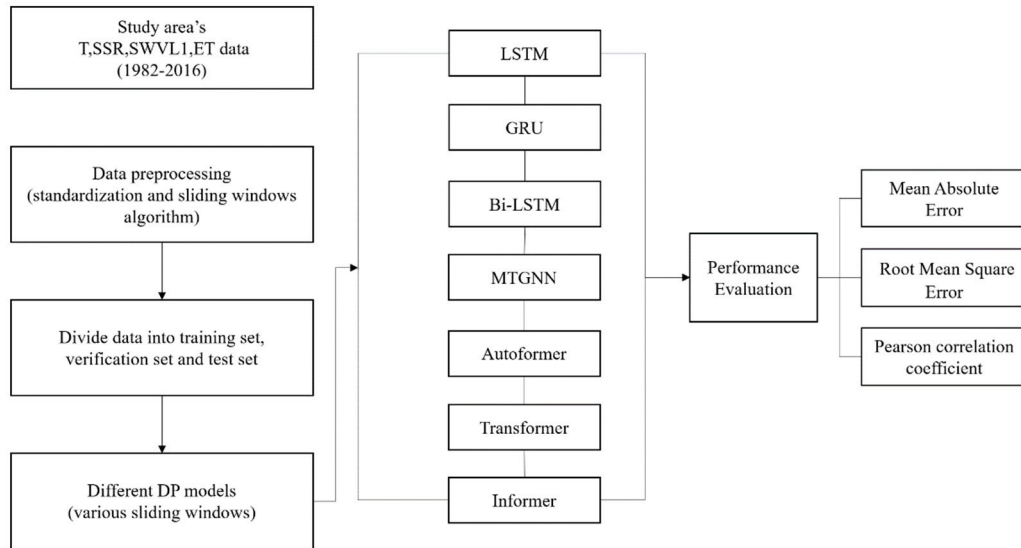 Study area's
T,SSR,SWVL1,ET data
(1982-2016)
Data preprocessing
(standardization and sliding windows
algorithm)
Divide data into training set,
verification set and test set
Different DP models
(various sliding windows)
LSTM
GRU
Bi-LSTM
MTGNN
Autoformer
Transformer
Informer
Performance
Evaluation
Mean Absolute
Error
Root Mean Square
Error
Pearson correlation
coefficient